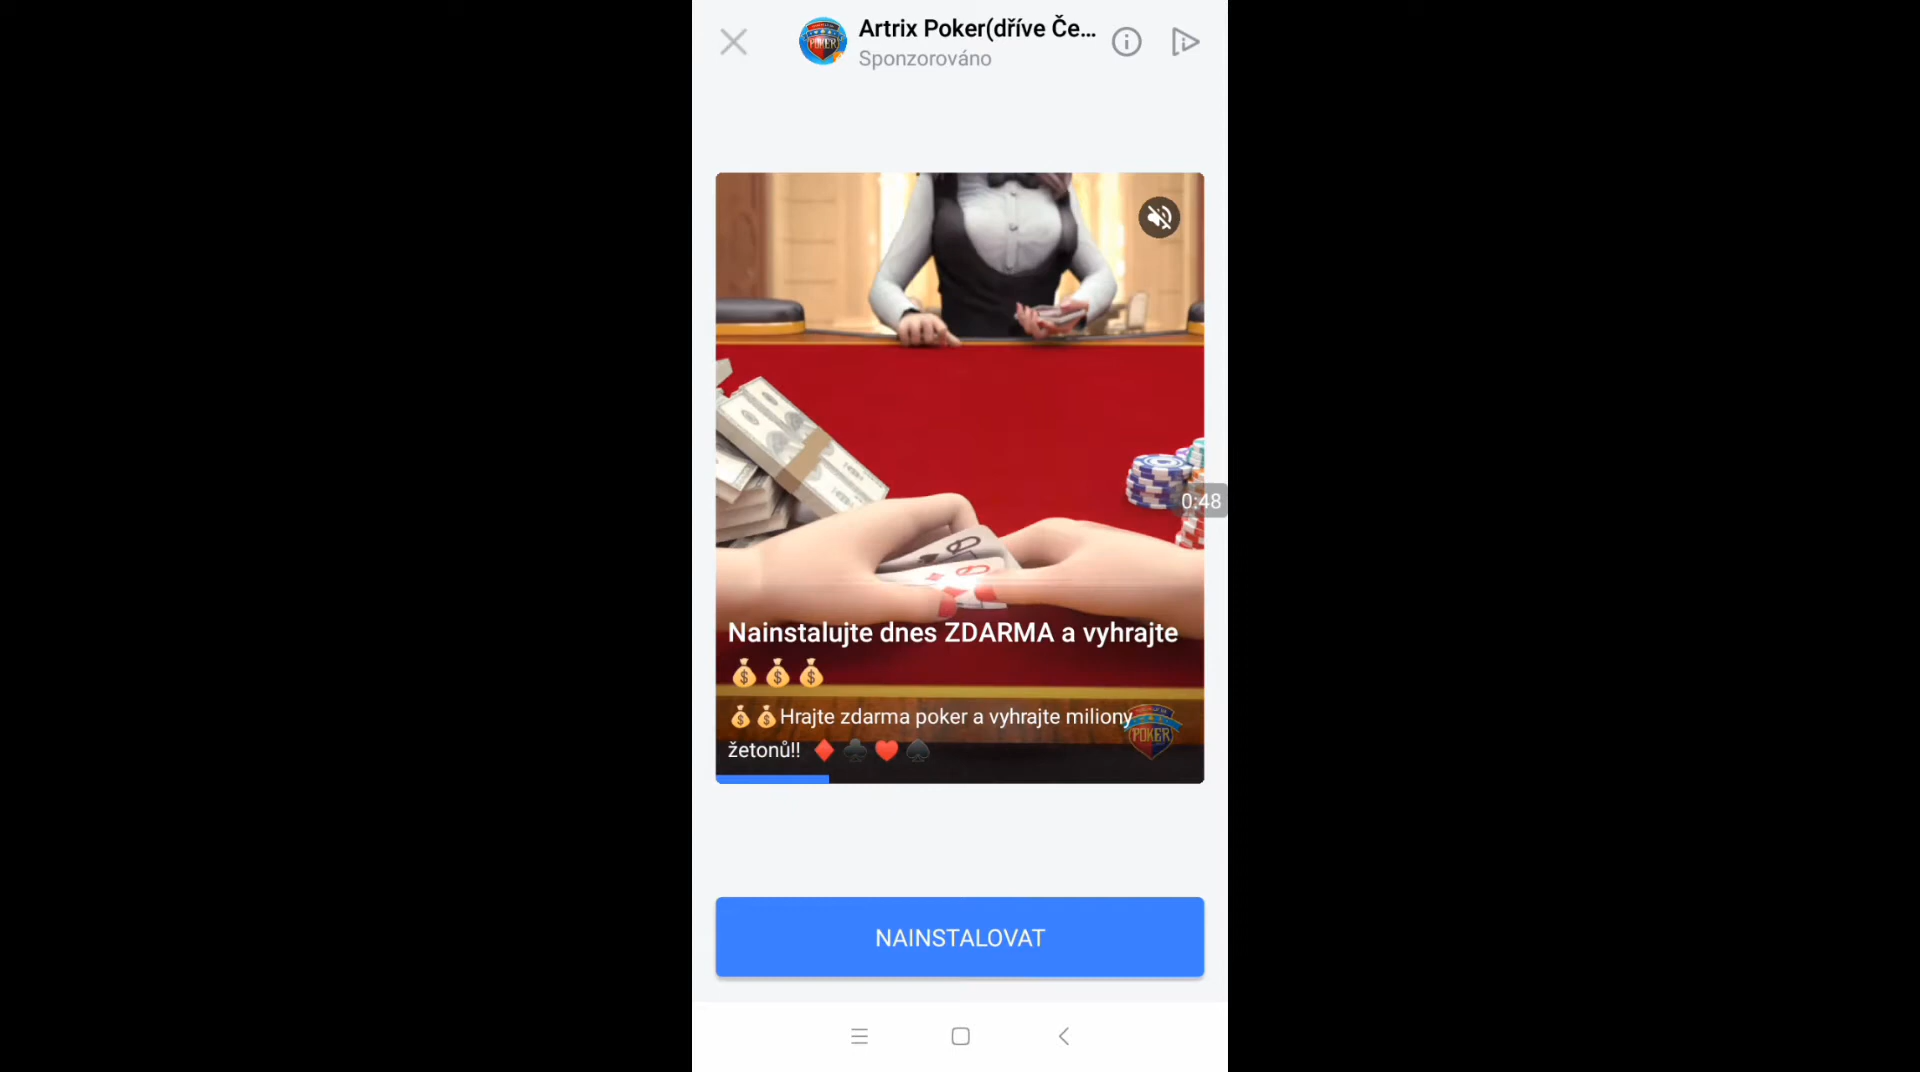 Artrix Poker(dříve Če...
Sponzorováno
0:48
Nainstalujte dnes ZDARMA a vyhrajte
💰💰💰
💰💰Hrajte zdarma poker a vyhrajte miliony
žetonů!! ♦️♣️♥️♠️
POKER
NAINSTALOVAT